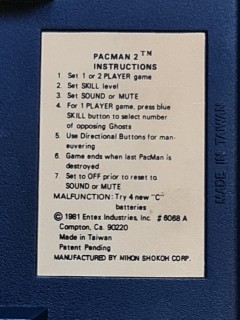 PACMAN 2™
INSTRUCTIONS
1. Set 1 or 2 PLAYER game
2. Set SKILL level
3. Set SOUND or MUTE
4. For 1 PLAYER game, press blue
SKILL button to select number
of opposing Ghosts
5. Use Directional Buttons for man-
euvering
6. Game ends when last PacMan is
destroyed
7. Set to OFF prior to reset to
SOUND or MUTE
MALFUNCTION: Try 4 new "C"
batteries
© 1981 Entex Industries, Inc. # 6068 A
Compton, Ca. 90220
Made in Taiwan
Patent Pending
MANUFACTURED BY MIHON SHOKOH CORP.
MADE IN TAIWAN